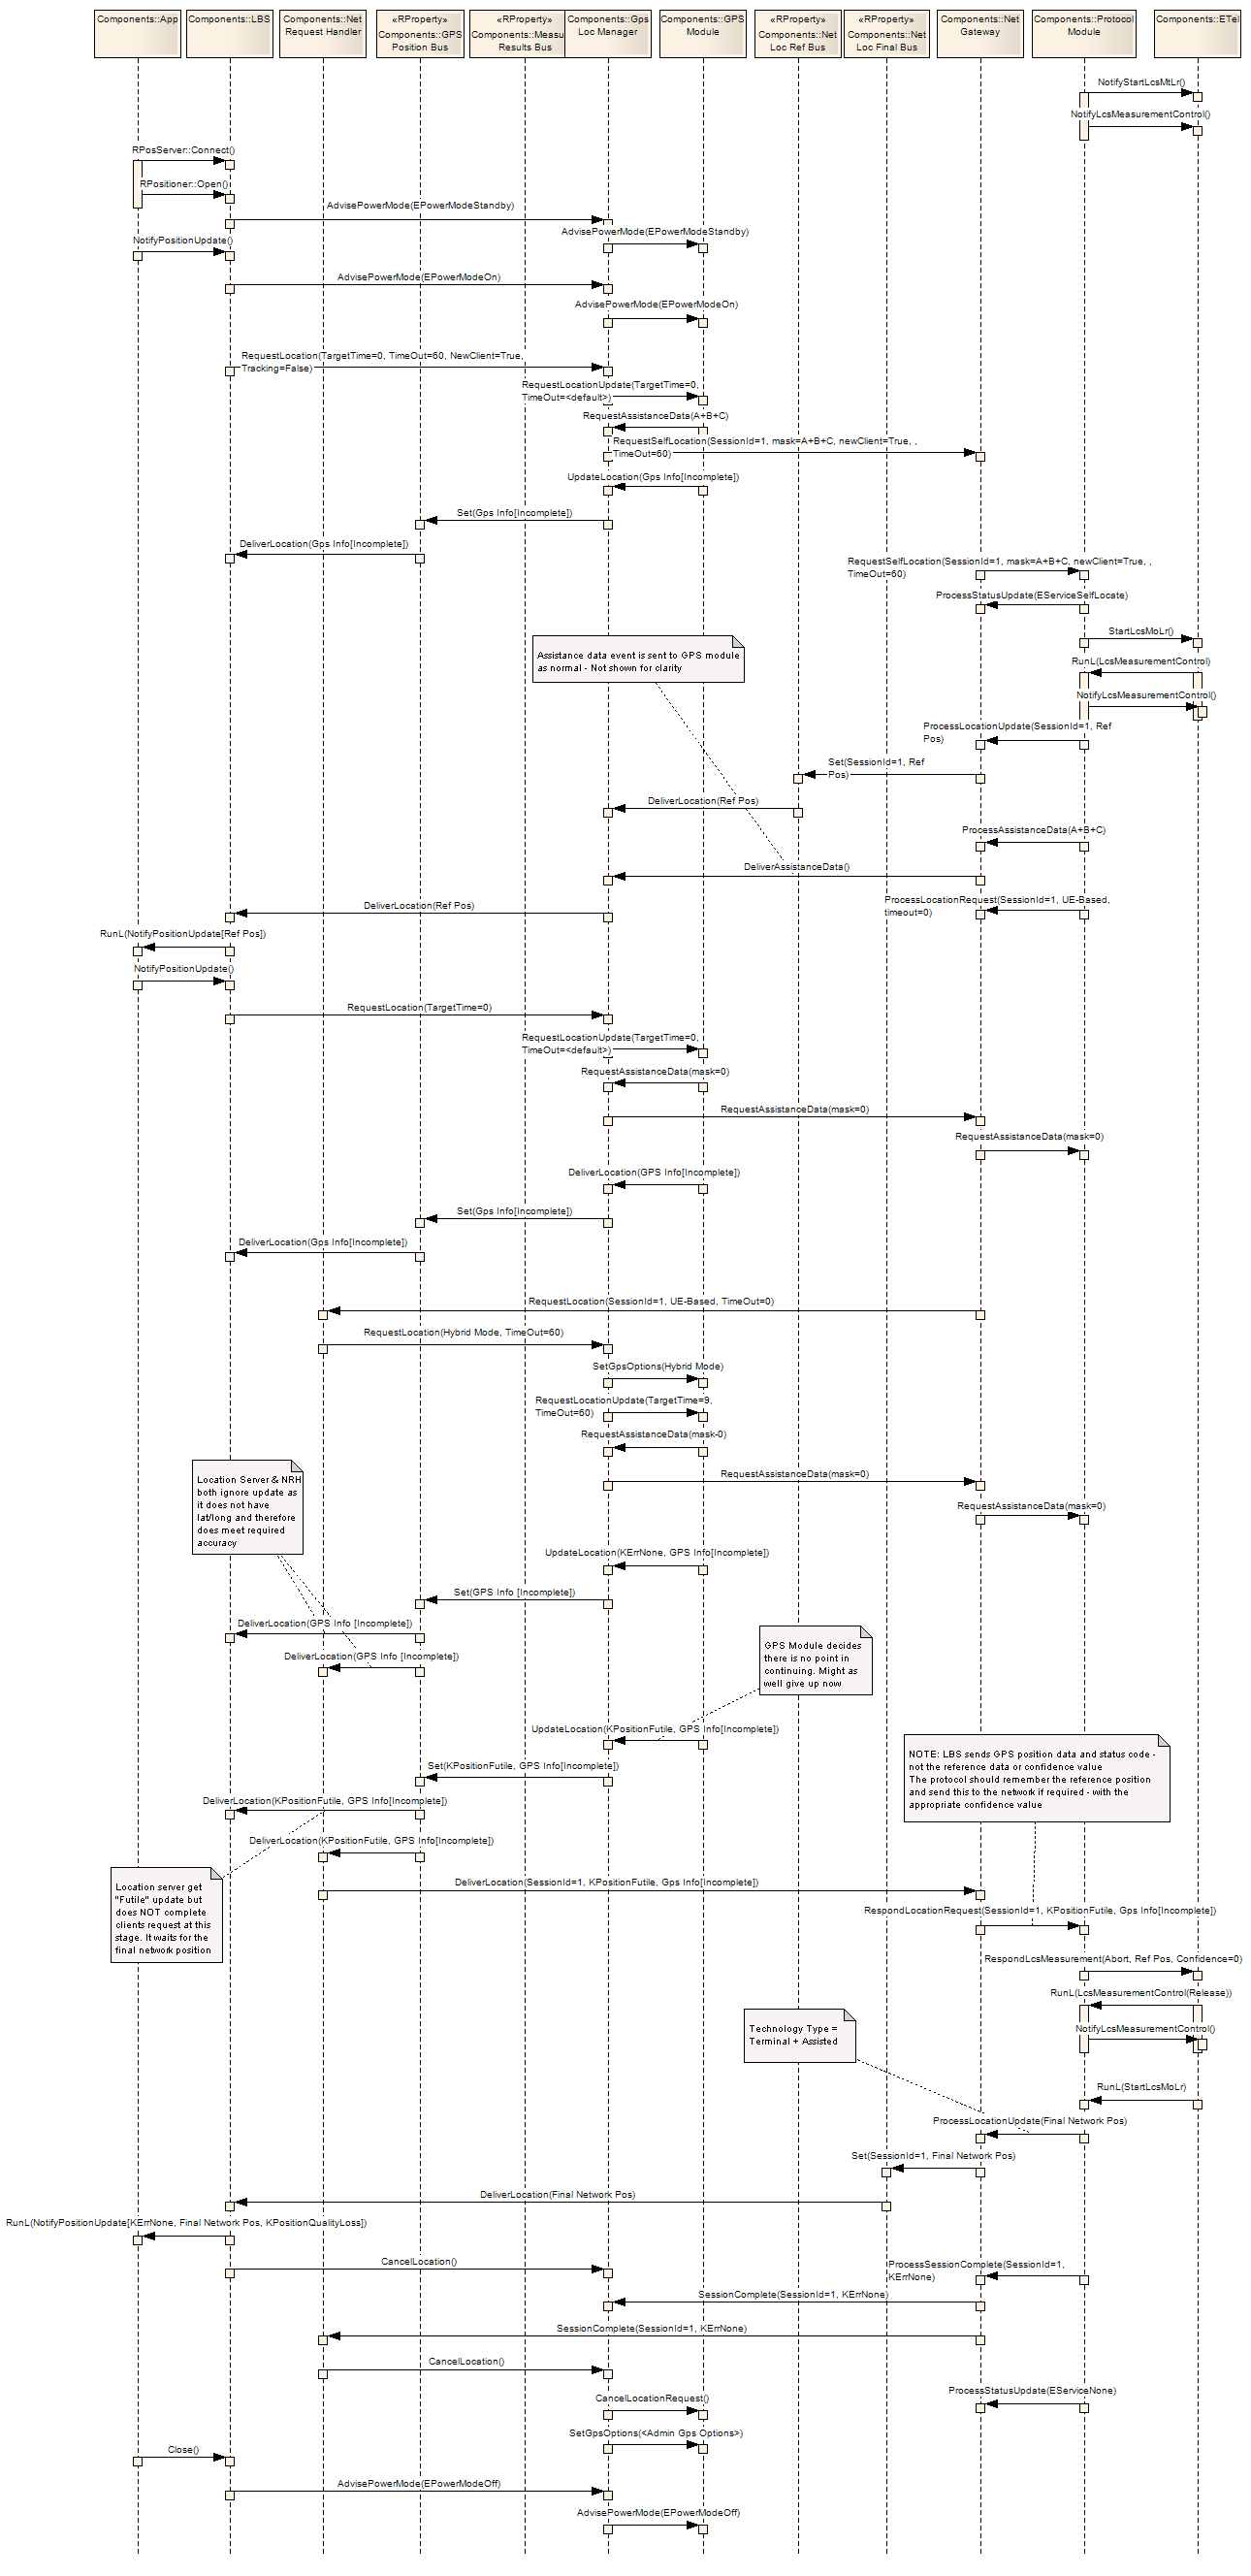 Components::App
Components::LBS
Components::Net
Request Handler
«RProperty»
Components::GPS
Position Bus
«RProperty»
Components::Measu
Results Bus
Components::Gps
Loc Manager
Components::GPS
Module
«RProperty»
Components::Net
Loc Ref Bus
«RProperty»
Components::Net
Loc Final Bus
Components::Net
Gateway
Components::Protocol
Module
Components::ETel
NotifyStartLcsMtLr()
NotifyLcsMeasurementControl()
RPosServer::Connect()
RPositioner::Open()
AdvisePowerMode(EPowerModeStandby)
AdvisePowerMode(EPowerModeStandby)
NotifyPositionUpdate()
AdvisePowerMode(EPowerModeOn)
AdvisePowerMode(EPowerModeOn)
RequestLocation(TargetTime=0, TimeOut=60, NewClient=True,
Tracking=False)
RequestLocationUpdate(TargetTime=0,
TimeOut=<default>)
RequestAssistanceData(A+B+C)
RequestSelfLocation(SessionId=1, mask=A+B+C, newClient=True, ,
TimeOut=60)
UpdateLocation(Gps Info[Incomplete])
Set(Gps Info[Incomplete])
DeliverLocation(Gps Info[Incomplete])
RequestSelfLocation(SessionId=1, mask=A+B+C, newClient=True, ,
TimeOut=60)
ProcessStatusUpdate(EServiceSelfLocate)
StartLcsMoLr()
Assistance data event is sent to GPS module
as normal - Not shown for clarity
RunL(LcsMeasurementControl)
NotifyLcsMeasurementControl()
ProcessLocationUpdate(SessionId=1, Ref
Pos)
Set(SessionId=1, Ref
Pos)
DeliverLocation(Ref Pos)
ProcessAssistanceData(A+B+C)
DeliverAssistanceData()
ProcessLocationRequest(SessionId=1, UE-Based,
timeout=0)
DeliverLocation(Ref Pos)
RunL(NotifyPositionUpdate[Ref Pos])
NotifyPositionUpdate()
RequestLocation(TargetTime=0)
RequestLocationUpdate(TargetTime=0,
TimeOut=<default>)
RequestAssistanceData(mask=0)
RequestAssistanceData(mask=0)
RequestAssistanceData(mask=0)
DeliverLocation(GPS Info[Incomplete])
Set(Gps Info[Incomplete])
DeliverLocation(Gps Info[Incomplete])
RequestLocation(SessionId=1, UE-Based, TimeOut=0)
RequestLocation(Hybrid Mode, TimeOut=60)
SetGpsOptions(Hybrid Mode)
RequestLocationUpdate(TargetTime=9,
TimeOut=60)
RequestAssistanceData(mask-0)
RequestAssistanceData(mask=0)
RequestAssistanceData(mask=0)
Location Server & NRH
both ignore update as
it does not have
lat/long and therefore
does meet required
accuracy
UpdateLocation(KErrNone, GPS Info[Incomplete])
Set(GPS Info [Incomplete])
DeliverLocation(GPS Info [Incomplete])
DeliverLocation(GPS Info [Incomplete])
GPS Module decides
there is no point in
continuing. Might as
well give up now
UpdateLocation(KPositionFutile, GPS Info[Incomplete])
NOTE: LBS sends GPS position data and status code -
not the reference data or confidence value
The protocol should remember the reference position
and send this to the network if required - with the
appropriate confidence value
Set(KPositionFutile, GPS Info[Incomplete])
DeliverLocation(KPositionFutile, GPS Info[Incomplete])
DeliverLocation(KPositionFutile, GPS Info[Incomplete])
Location server get
"Futile" update but
does NOT complete
clients request at this
stage. It waits for the
final network position
DeliverLocation(SessionId=1, KPositionFutile, Gps Info[Incomplete])
RespondLocationRequest(SessionId=1, KPositionFutile, Gps Info[Incomplete])
RespondLcsMeasurement(Abort, Ref Pos, Confidence=0)
RunL(LcsMeasurementControl(Release))
NotifyLcsMeasurementControl()
Technology Type =
Terminal + Assisted
RunL(StartLcsMoLr)
ProcessLocationUpdate(Final Network Pos)
Set(SessionId=1, Final Network Pos)
DeliverLocation(Final Network Pos)
RunL(NotifyPositionUpdate[KErrNone, Final Network Pos, KPositionQualityLoss])
CancelLocation()
ProcessSessionComplete(SessionId=1,
KErrNone)
SessionComplete(SessionId=1, KErrNone)
SessionComplete(SessionId=1, KErrNone)
CancelLocation()
ProcessStatusUpdate(EServiceNone)
CancelLocationRequest()
SetGpsOptions(<Admin Gps Options>)
Close()
AdvisePowerMode(EPowerModeOff)
AdvisePowerMode(EPowerModeOff)